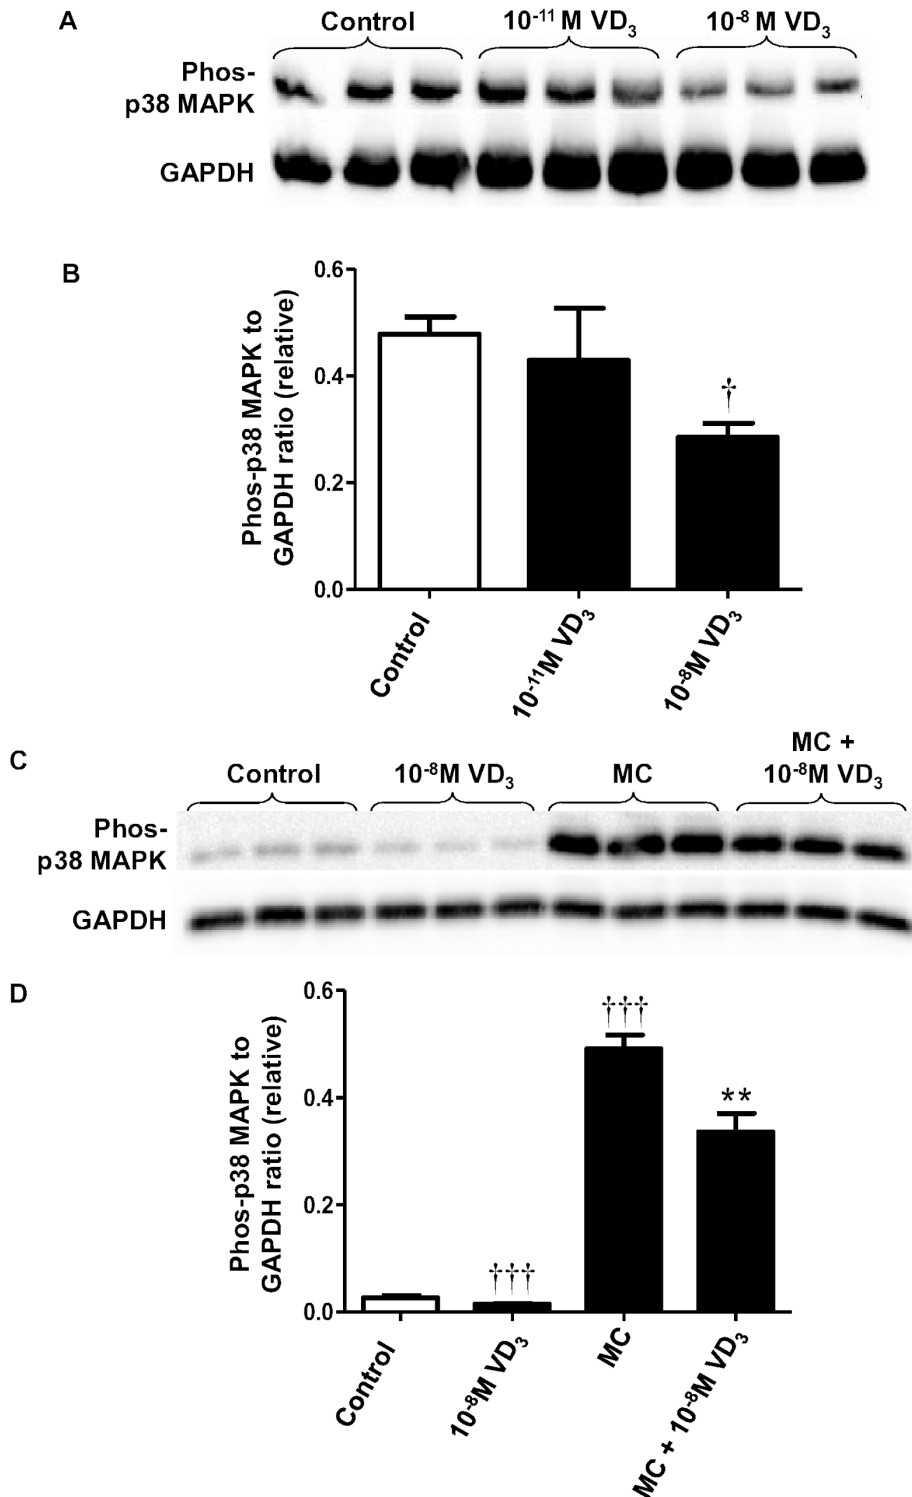 A
Control
10⁻¹¹ M VD₃
10⁻⁸ M VD₃
Phos-
p38 MAPK
GAPDH
B
Phos-p38 MAPK to
GAPDH ratio (relative)
0.6
0.4
0.2
0.0
†
Control
10⁻¹¹M VD₃
10⁻⁸M VD₃
C
Control
10⁻⁸M VD₃
MC
MC +
10⁻⁸M VD₃
Phos-
p38 MAPK
GAPDH
D
Phos-p38 MAPK to
GAPDH ratio (relative)
0.6
0.4
0.2
0.0
†††
†††
**
Control
10⁻⁸M VD₃
MC
MC + 10⁻⁸M VD₃